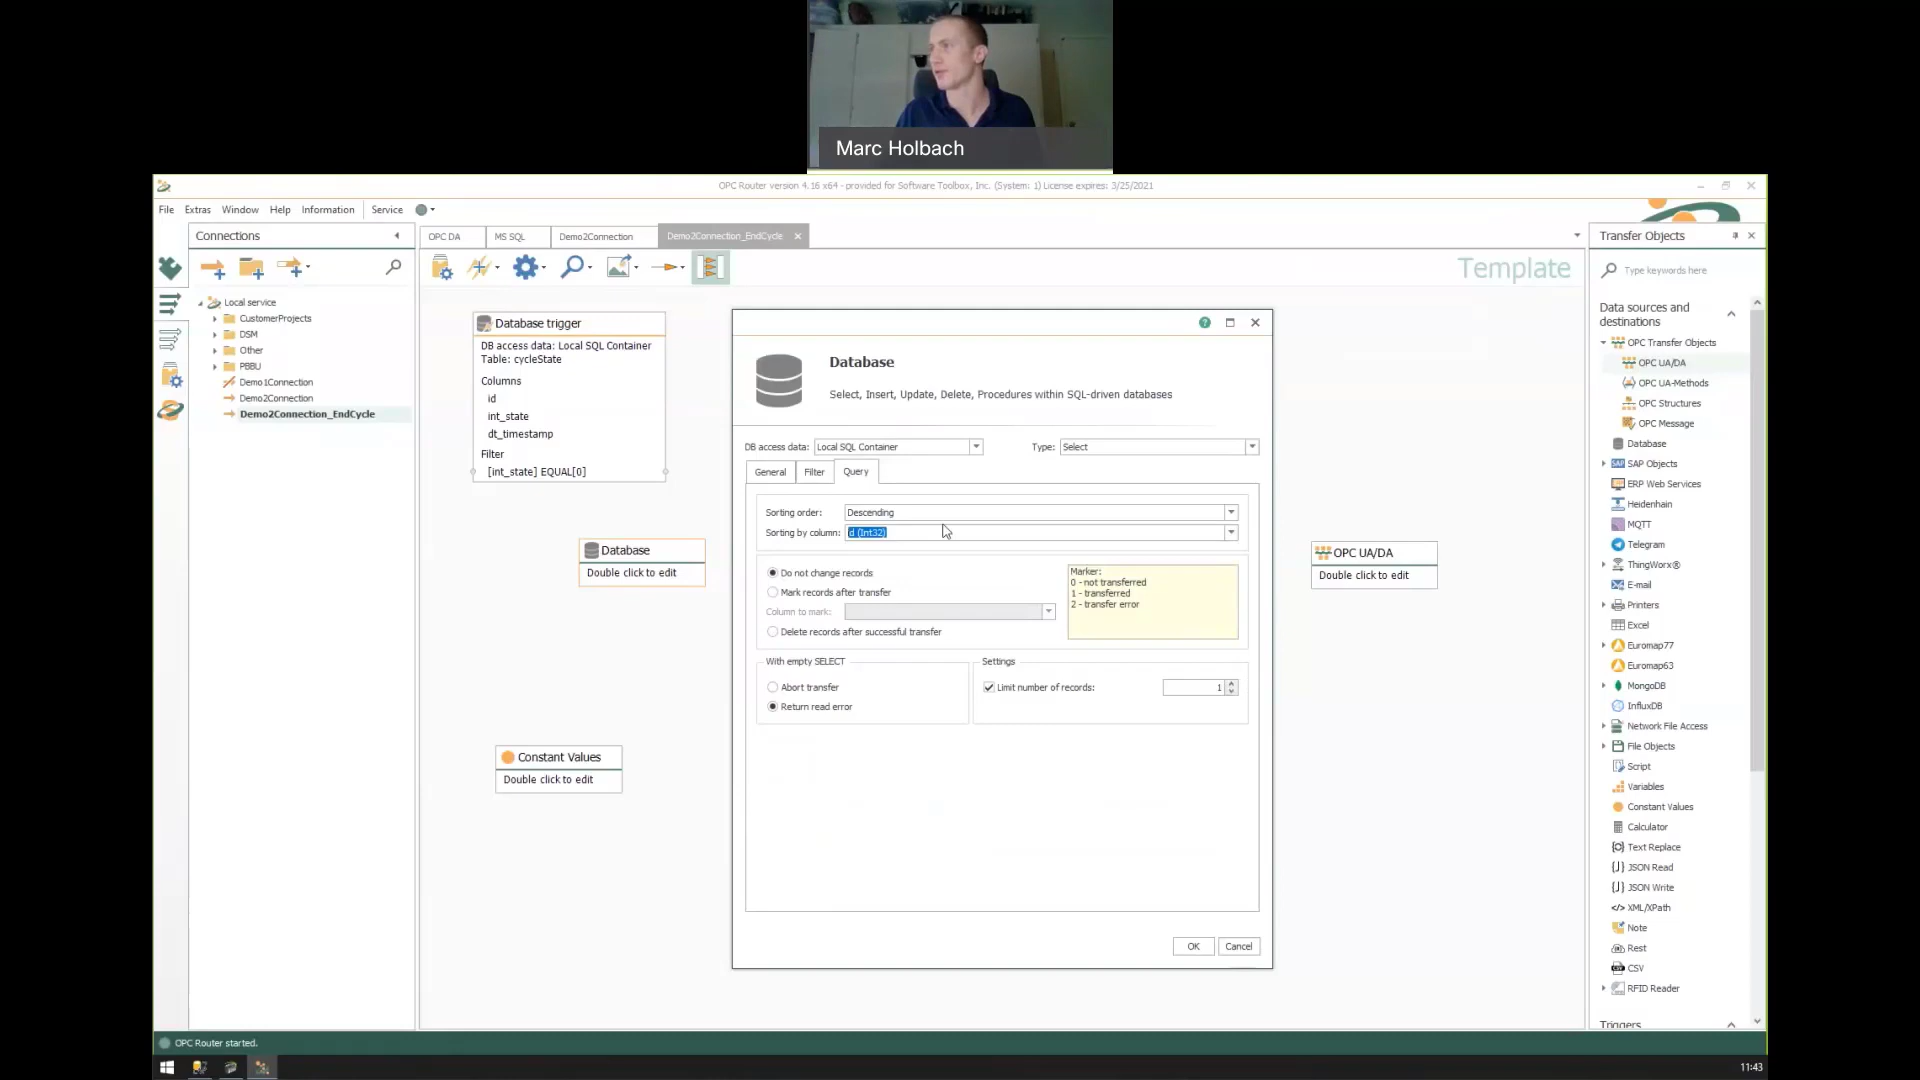 Marc Holbach
OPC Router version 4.16 x64 - provided for Software Toolbox, Inc. (System: 1) License expires: 3/25/2021
File Extras Window Help Information Service
Connections
OPC DA
MS SQL
Demo2Connection
Demo2Connection_EndCycle
Transfer Objects
Template
Type keywords here
Local service
CustomerProjects
DSM
Other
PBBU
Demo1Connection
Demo2Connection
Demo2Connection_EndCycle
Database trigger
DB access data: Local SQL Container
Table: cycleState
Columns
id
int_state
dt_timestamp
Filter
[int_state] EQUAL[0]
Database
Double click to edit
Constant Values
Double click to edit
Database
Select, Insert, Update, Delete, Procedures within SQL-driven databases
DB access data: Local SQL Container
Type: Select
General Filter Query
Sorting order: Descending
Sorting by column: d (Int32)
Do not change records
Mark records after transfer
Column to mark:
Delete records after successful transfer
Marker:
0 - not transferred
1 - transferred
2 - transfer error
With empty SELECT
Abort transfer
Return read error
Settings
Limit number of records: 1
OK Cancel
OPC UA/DA
Double click to edit
Data sources and
destinations
OPC Transfer Objects
OPC UA/DA
OPC UA-Methods
OPC Structures
OPC Message
Database
SAP SAP Objects
ERP Web Services
Heidenhain
MQTT
Telegram
ThingWorx®
E-mail
Printers
Excel
Euromap77
Euromap63
MongoDB
InfluxDB
Network File Access
File Objects
Script
Variables
Constant Values
Calculator
Text Replace
JSON Read
JSON Write
XML/XPath
Note
Rest
CSV
RFID Reader
Triggers
OPC Router started.
11:43